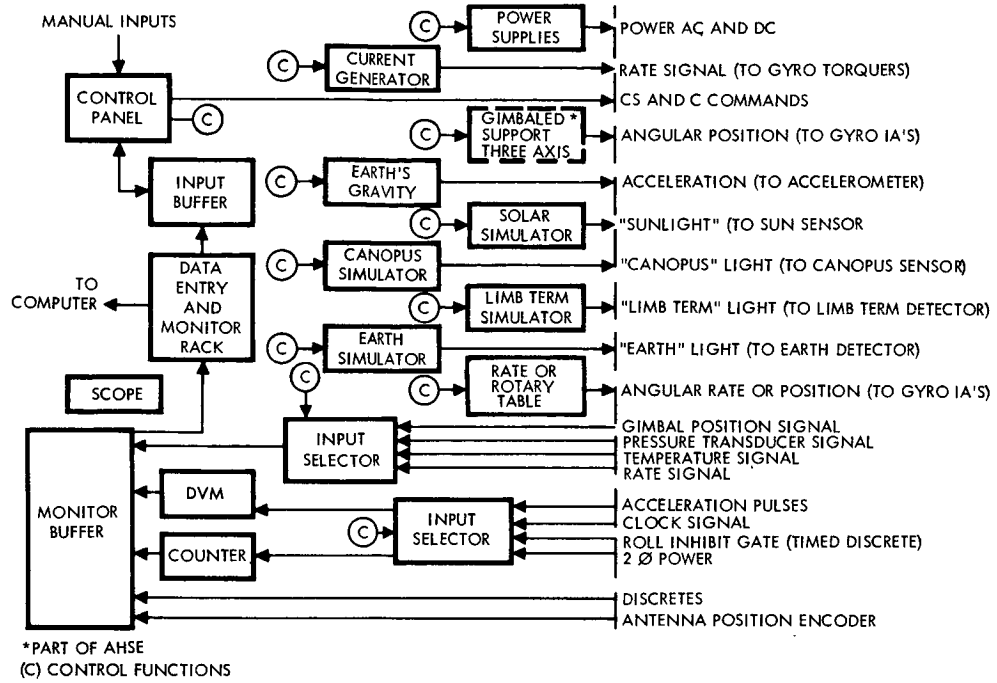 MANUAL INPUTS
CONTROL
PANEL
C
INPUT
BUFFER
DATA
ENTRY
AND
MONITOR
RACK
TO
COMPUTER
SCOPE
MONITOR
BUFFER
DVM
COUNTER
C
POWER
SUPPLIES
POWER AC AND DC
C
CURRENT
GENERATOR
RATE SIGNAL (TO GYRO TORQUERS)
CS AND C COMMANDS
C
GIMBALED *
SUPPORT
THREE AXIS
ANGULAR POSITION (TO GYRO IA'S)
C
EARTH'S
GRAVITY
ACCELERATION (TO ACCELEROMETER)
C
SOLAR
SIMULATOR
"SUNLIGHT" (TO SUN SENSOR
C
CANOPUS
SIMULATOR
"CANOPUS" LIGHT (TO CANOPUS SENSOR)
C
LIMB TERM
SIMULATOR
"LIMB TERM" LIGHT (TO LIMB TERM DETECTOR)
C
EARTH
SIMULATOR
"EARTH" LIGHT (TO EARTH DETECTOR)
C
RATE OR
ROTARY
TABLE
ANGULAR RATE OR POSITION (TO GYRO IA'S)
C
INPUT
SELECTOR
GIMBAL POSITION SIGNAL
PRESSURE TRANSDUCER SIGNAL
TEMPERATURE SIGNAL
RATE SIGNAL
C
INPUT
SELECTOR
ACCELERATION PULSES
CLOCK SIGNAL
ROLL INHIBIT GATE (TIMED DISCRETE)
2 Ø POWER
DISCRETES
ANTENNA POSITION ENCODER
*PART OF AHSE
(C) CONTROL FUNCTIONS